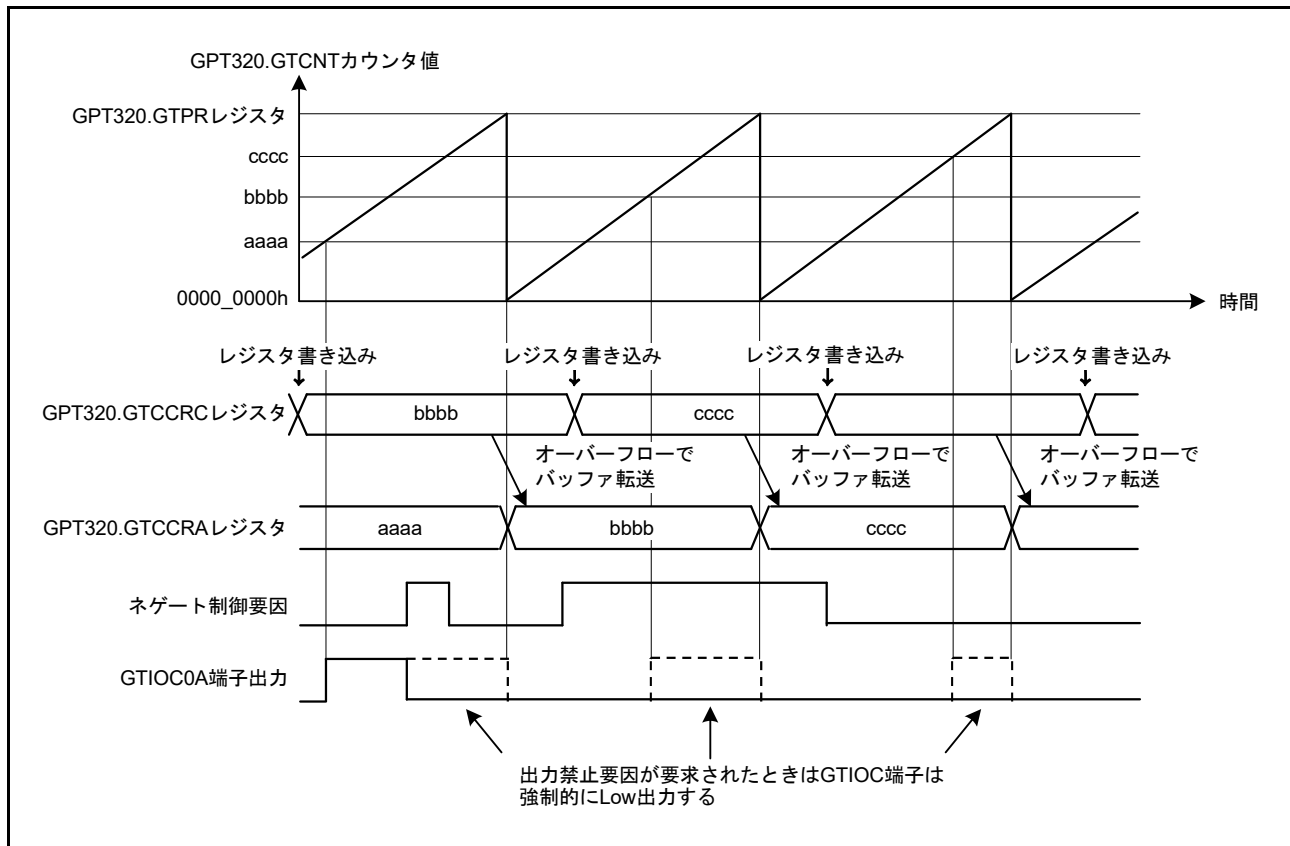 GPT320.GTCNTカウンタ値
GPT320.GTPRレジスタ
cccc
bbbb
aaaa
0000_0000h
時間
レジスタ書き込み
レジスタ書き込み
レジスタ書き込み
レジスタ書き込み
GPT320.GTCCRCレジスタ
bbbb
cccc
オーバーフローで
バッファ転送
オーバーフローで
バッファ転送
オーバーフローで
バッファ転送
GPT320.GTCCRAレジスタ
aaaa
bbbb
cccc
ネゲート制御要因
GTIOC0A端子出力
出力禁止要因が要求されたときはGTIOC端子は
強制的にLow出力する